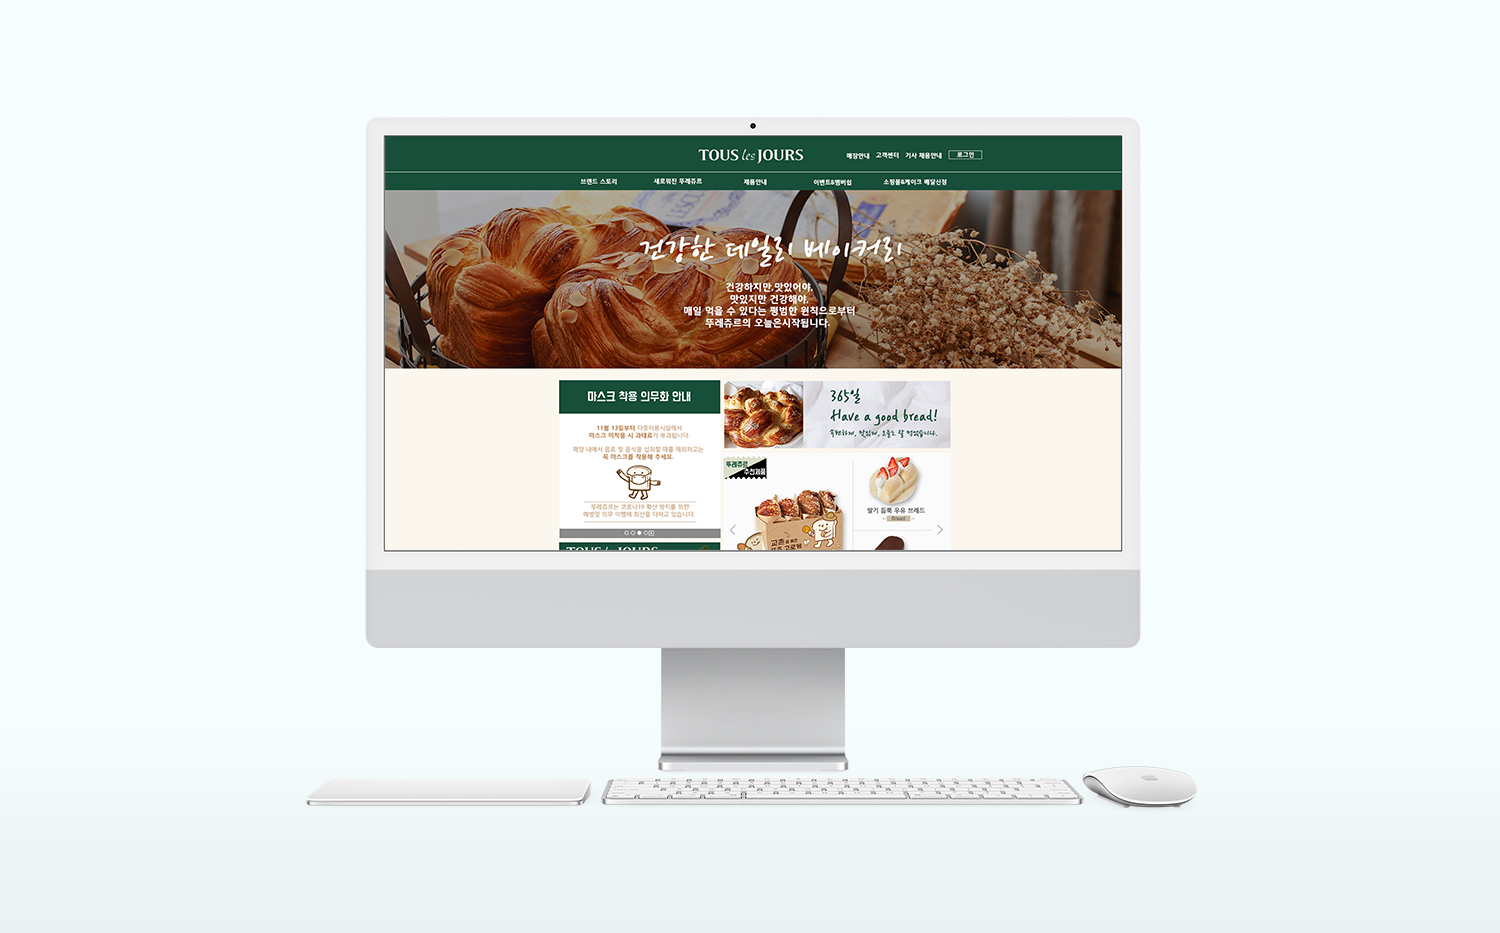 TOUS les JOURS
매장안내 고객센터 기사 채용안내 로그인
브랜드 스토리 새로워진 뚜레쥬르 제품안내 이벤트&멤버쉽 쇼핑몰&케이크 배달신청
건강한 데일리 베이커리
건강하지만,맛있어야.
맛있지만 건강해야.
매일 먹을 수 있다는 평범한 원칙으로부터
뚜레쥬르의 오늘은시작됩니다.
마스크 착용 의무화 안내
11월 13일부터 다중이용시설에서
마스크 미착용 시 과태료가 부과됩니다.
매장 내에서 음료 및 음식을 섭취할 때를 제외하고는
꼭 마스크를 착용해 주세요.
뚜레쥬르는 코로나19 확산 방지를 위한
예방및 의무 이행에 최선을 다하고 있습니다.
TOUS les JOURS
365일
Have a good bread!
뚜레쥬르
추천제품
교촌
딸기 듬뿍 우유 브레드
Bread